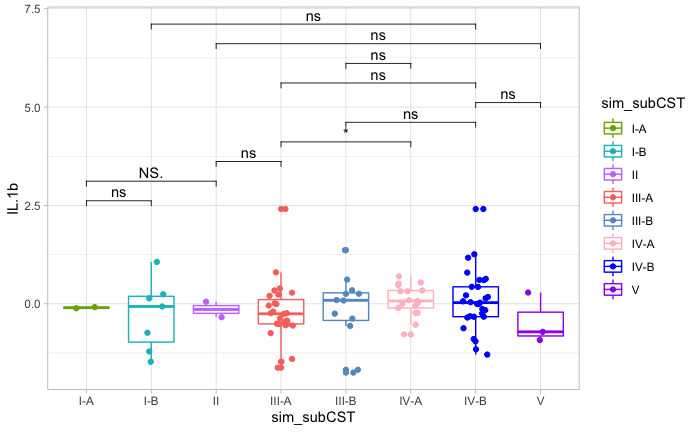 7.5
5.0
2.5
0.0
IL.1b
ns
ns
ns
ns
ns
ns
*
ns
NS.
ns
I-A
I-B
II
III-A
III-B
IV-A
IV-B
V
sim_subCST
sim_subCST
I-A
I-B
II
III-A
III-B
IV-A
IV-B
V